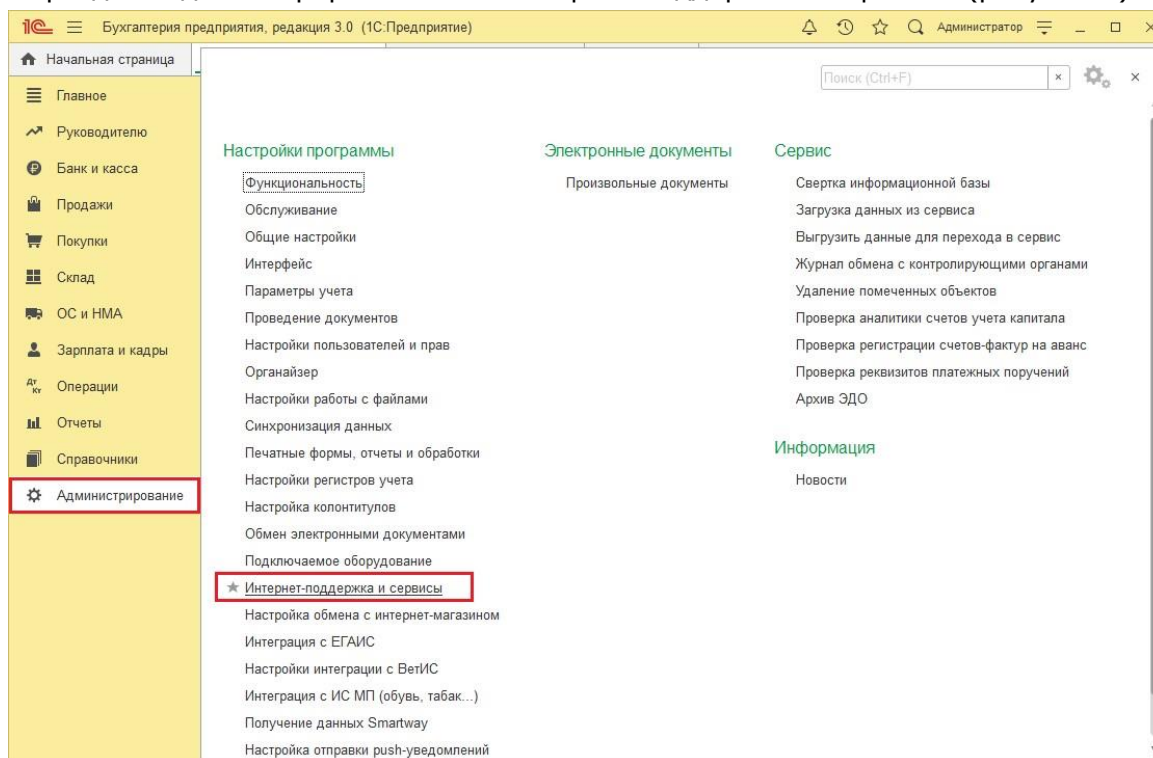 1С Бухгалтерия предприятия, редакция 3.0 (1С:Предприятие) Администратор
Начальная страница
Поиск (Ctrl+F)
Главное
Руководителю
Банк и касса
Продажи
Покупки
Склад
ОС и НМА
Зарплата и кадры
Дт Кт Операции
Отчеты
Справочники
Администрирование
Настройки программы
Функциональность
Обслуживание
Общие настройки
Интерфейс
Параметры учета
Проведение документов
Настройки пользователей и прав
Органайзер
Настройки работы с файлами
Синхронизация данных
Печатные формы, отчеты и обработки
Настройки регистров учета
Настройка колонтитулов
Обмен электронными документами
Подключаемое оборудование
Интернет-поддержка и сервисы
Настройка обмена с интернет-магазином
Интеграция с ЕГАИС
Настройки интеграции с ВетИС
Интеграция с ИС МП (обувь, табак...)
Получение данных Smartway
Настройка отправки push-уведомлений
Электронные документы
Произвольные документы
Сервис
Свертка информационной базы
Загрузка данных из сервиса
Выгрузить данные для перехода в сервис
Журнал обмена с контролирующими органами
Удаление помеченных объектов
Проверка аналитики счетов учета капитала
Проверка регистрации счетов-фактур на аванс
Проверка реквизитов платежных поручений
Архив ЭДО
Информация
Новости